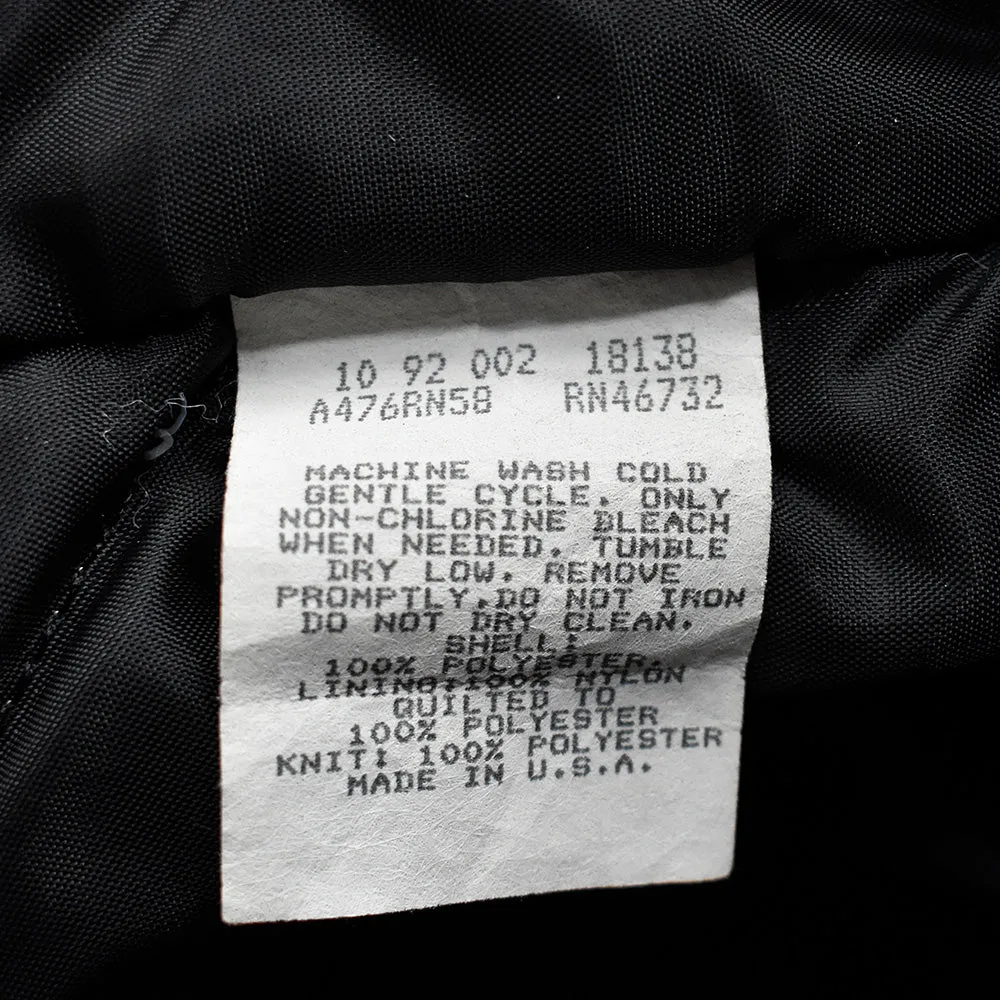 10 92 002 18138
A476RN58 RN46732
MACHINE WASH COLD
GENTLE CYCLE. ONLY
NON-CHLORINE BLEACH
WHEN NEEDED. TUMBLE
DRY LOW. REMOVE
PROMPTLY.DO NOT IRON
DO NOT DRY CLEAN.
SHELL:
100% POLYESTER.
LINING:100% NYLON
QUILTED TO
100% POLYESTER
KNIT: 100% POLYESTER
MADE IN U.S.A.